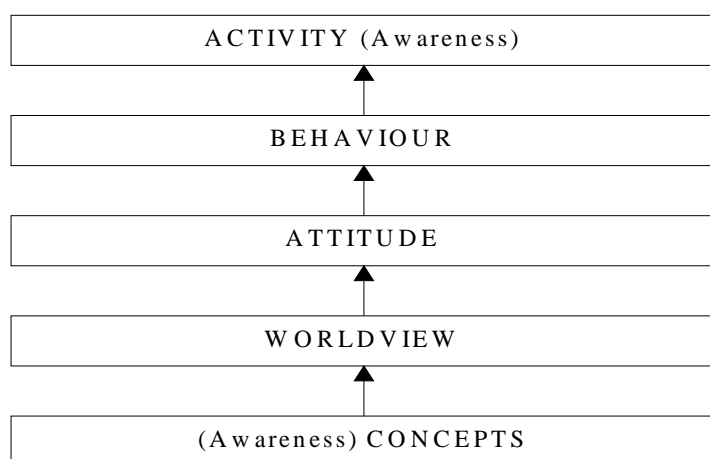 ACTIVITY (Awareness)
BEHAVIOUR
ATTITUDE
WORLDVIEW
(Awareness) CONCEPTS